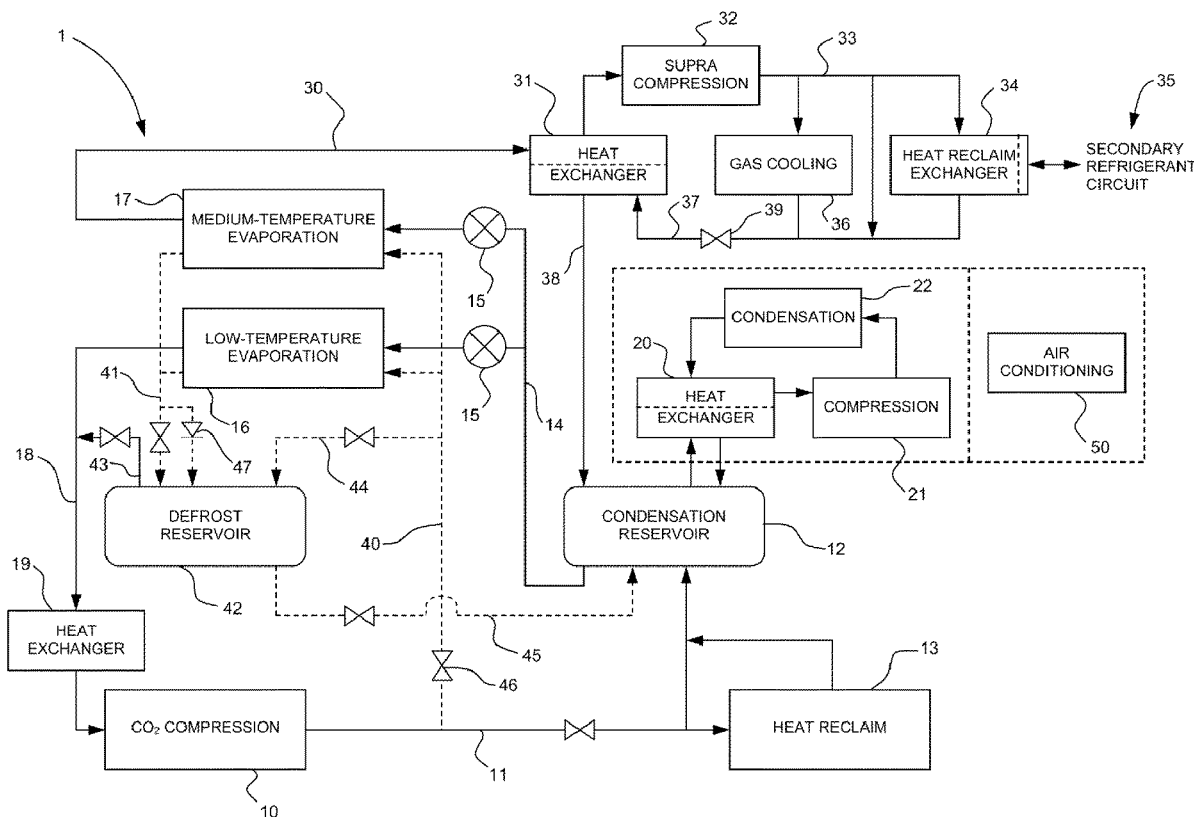 1
30
32
SUPRA
COMPRESSION
33
31
HEAT
EXCHANGER
GAS COOLING
34
HEAT RECLAIM
EXCHANGER
35
SECONDARY
REFRIGERANT
CIRCUIT
17
MEDIUM-TEMPERATURE
EVAPORATION
15
37
39
36
38
LOW-TEMPERATURE
EVAPORATION
15
14
16
41
22
CONDENSATION
20
HEAT
EXCHANGER
COMPRESSION
21
AIR
CONDITIONING
50
18
43
47
44
DEFROST
RESERVOIR
42
40
CONDENSATION
RESERVOIR
12
19
HEAT
EXCHANGER
45
46
13
HEAT RECLAIM
CO₂ COMPRESSION
10
11